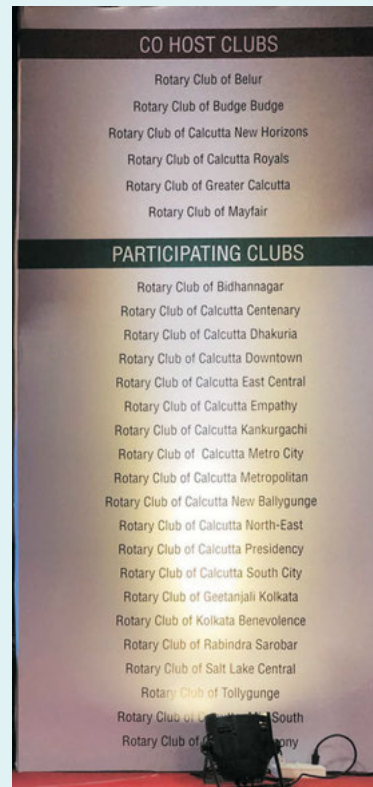 CO HOST CLUBS
Rotary Club of Belur
Rotary Club of Budge Budge
Rotary Club of Calcutta New Horizons
Rotary Club of Calcutta Royals
Rotary Club of Greater Calcutta
Rotary Club of Mayfair
PARTICIPATING CLUBS
Rotary Club of Bidhannagar
Rotary Club of Calcutta Centenary
Rotary Club of Calcutta Dhakuria
Rotary Club of Calcutta Downtown
Rotary Club of Calcutta East Central
Rotary Club of Calcutta Empathy
Rotary Club of Calcutta Kankurgachi
Rotary Club of Calcutta Metro City
Rotary Club of Calcutta Metropolitan
Rotary Club of Calcutta New Ballygunge
Rotary Club of Calcutta North-East
Rotary Club of Calcutta Presidency
Rotary Club of Calcutta South City
Rotary Club of Geetanjali Kolkata
Rotary Club of Kolkata Benevolence
Rotary Club of Rabindra Sarobar
Rotary Club of Salt Lake Central
Rotary Club of Tollygunge
Rotary Club of South
Rotary Club of